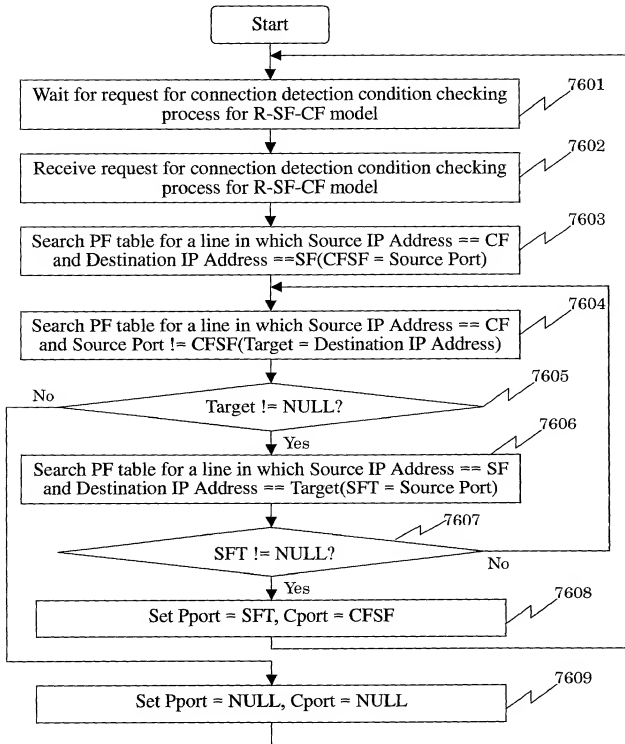 Start
Wait for request for connection detection condition checking
process for R-SF-CF model
7601
Receive request for connection detection condition checking
process for R-SF-CF model
7602
Search PF table for a line in which Source IP Address == CF
and Destination IP Address ==SF(CFSF = Source Port)
7603
Search PF table for a line in which Source IP Address == CF
and Source Port != CFSF(Target = Destination IP Address)
7604
No
Target != NULL?
7605
Yes
Search PF table for a line in which Source IP Address == SF
and Destination IP Address == Target(SFT = Source Port)
7606
SFT != NULL?
7607
No
Yes
Set Pport = SFT, Cport = CFSF
7608
Set Pport = NULL, Cport = NULL
7609